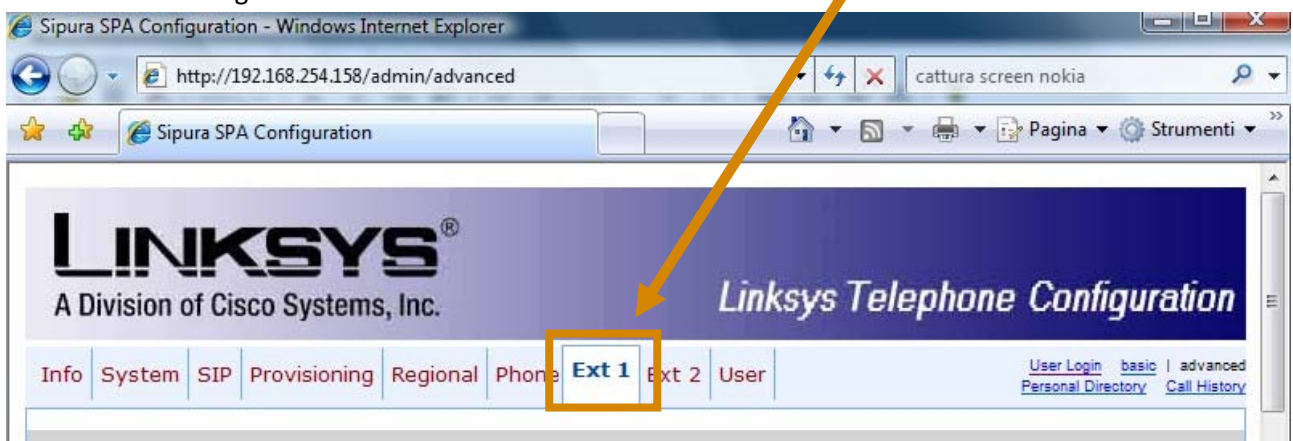 Sipura SPA Configuration - Windows Internet Explorer
http://192.168.254.158/admin/advanced
cattura screen nokia
Sipura SPA Configuration
Pagina
Strumenti
LINKSYS®
A Division of Cisco Systems, Inc.
Linksys Telephone Configuration
Info System SIP Provisioning Regional Phone Ext 1 Ext 2 User
User Login basic | advanced
Personal Directory Call History